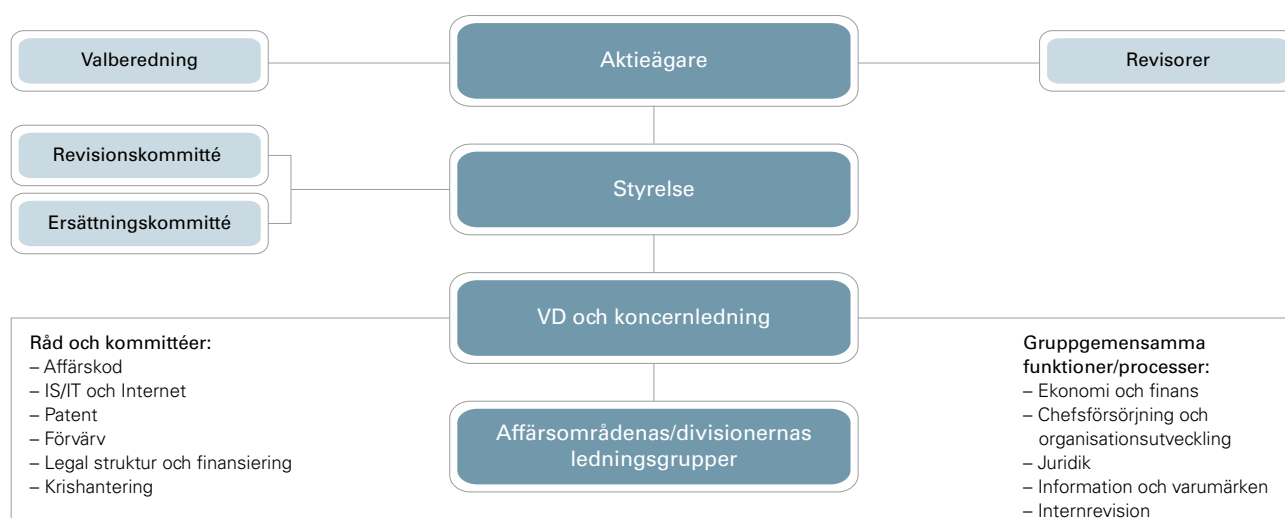 Valberedning
Aktieägare
Revisorer
Revisionskommitté
Styrelse
Ersättningskommitté
VD och koncernledning
Råd och kommittéer:
– Affärskod
– IS/IT och Internet
– Patent
– Förvärv
– Legal struktur och finansiering
– Krishantering
Affärsområdenas/divisionernas
ledningsgrupper
Gruppgemensamma
funktioner/processer:
– Ekonomi och finans
– Chefsförsörjning och
organisationsutveckling
– Juridik
– Information och varumärken
– Internrevision